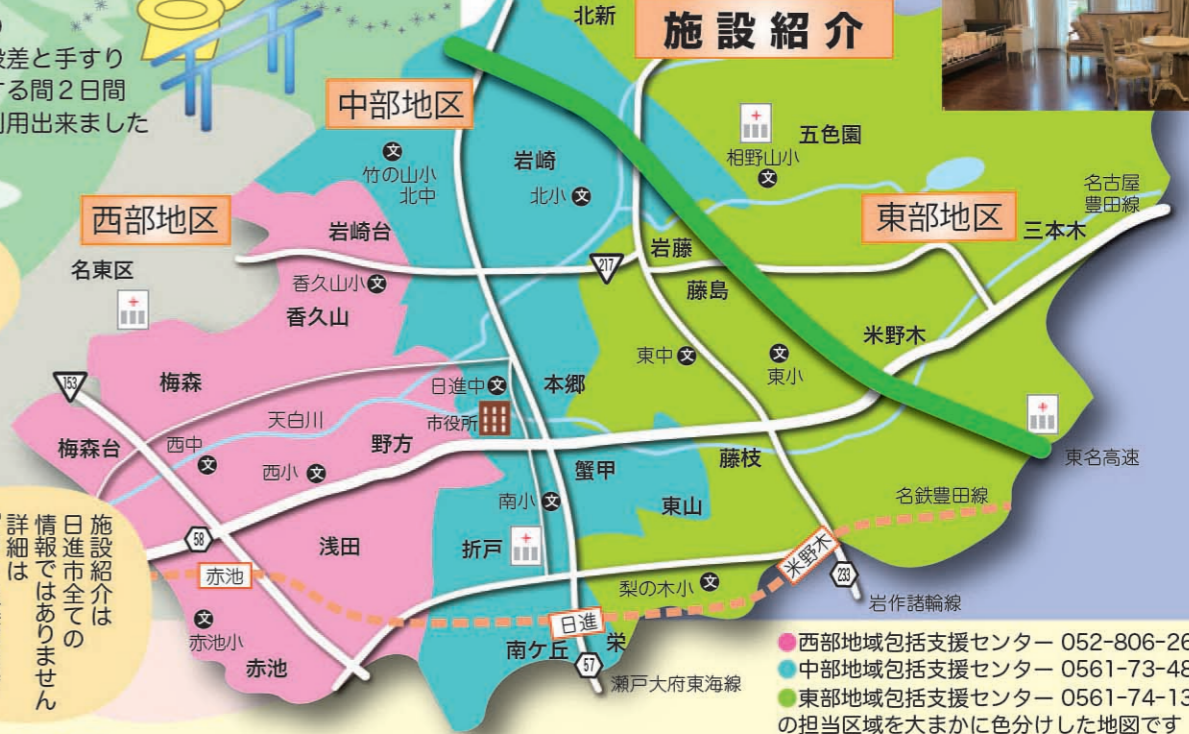 段差と手すり
する間2日間
利用出来ました
北新
施設紹介
中部地区
岩崎
竹の山小
北中
北小
相野山小
五色園
西部地区
岩崎台
名東区
香久山小
香久山
217
岩藤
藤島
東部地区
名古屋
豊田線
三本木
米野木
東中
東小
153
梅森
梅森台
天白川
西中
西小
野方
日進中
市役所
本郷
蟹甲
藤枝
東山
東名高速
名鉄豊田線
58
浅田
南小
折戸
赤池
赤池小
赤池
梨の木小
米野木
233
岩作諸輪線
日進
南ケ丘
栄
57
瀬戸大府東海線
施設紹介は
日進市全ての
情報ではありません
詳細は
●西部地域包括支援センター 052-806-26
●中部地域包括支援センター 0561-73-48
●東部地域包括支援センター 0561-74-13
の担当区域を大まかに色分けした地図です